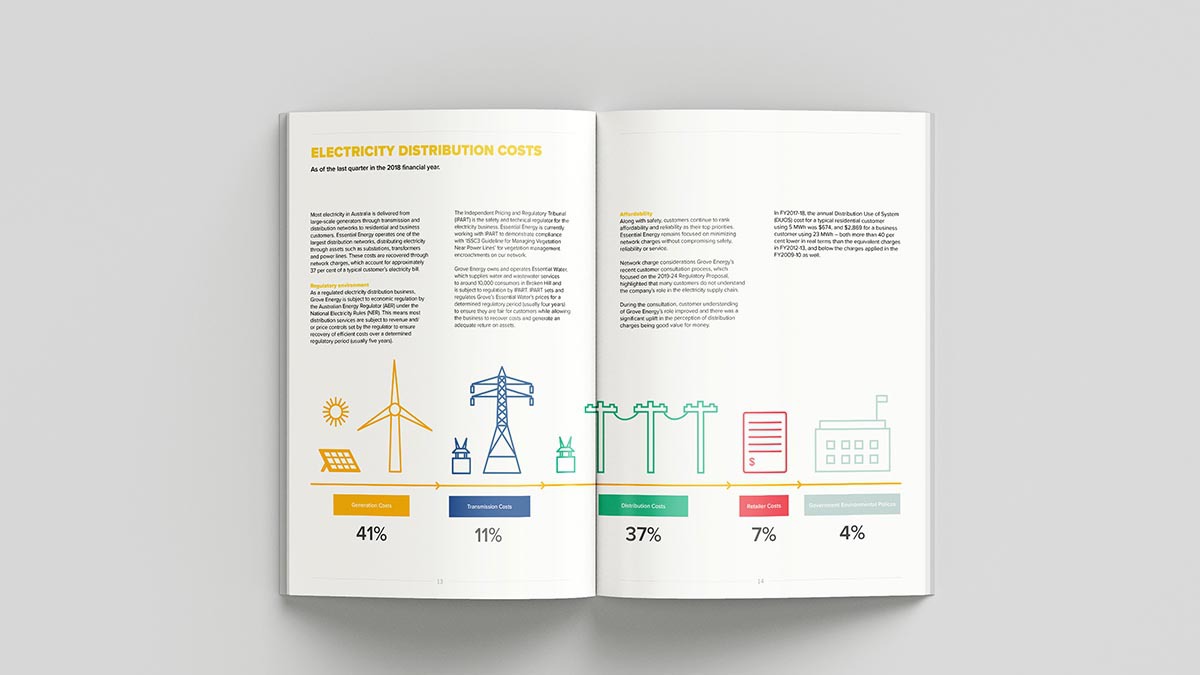 ELECTRICITY DISTRIBUTION COSTS
As of the last quarter in the 2018 financial year.
Most electricity in Australia is delivered from
large-scale generators through transmission and
distribution networks to residential and business
customers. Essential Energy operates one of the
largest distribution networks, distributing electricity
through assets such as substations, transformers
and power lines. These costs are recovered through
network charges, which account for approximately
37 per cent of a typical customer's electricity bill.
Regulatory environment
As a regulated electricity distribution business,
Grove Energy is subject to economic regulation by
the Australian Energy Regulator (AER) under the
National Electricity Rules (NER). This means most
distribution services are subject to revenue and/
or price controls set by the regulator to ensure
recovery of efficient costs over a determined
regulatory period (usually five years).
The Independent Pricing and Regulatory Tribunal
(IPART) is the safety and technical regulator for the
electricity business. Essential Energy is currently
working with IPART to demonstrate compliance
with 'ISSC3 Guideline for Managing Vegetation
Near Power Lines' for vegetation management
encroachments on our network.
Grove Energy owns and operates Essential Water,
which supplies water and wastewater services
to around 10,000 consumers in Broken Hill and
is subject to regulation by IPART. IPART sets and
regulates Grove's Essential Water's prices for a
determined regulatory period (usually four years)
to ensure they are fair for customers while allowing
the business to recover costs and generate an
adequate return on assets.
Affordability
Along with safety, customers continue to rank
affordability and reliability as their top priorities.
Essential Energy remains focused on minimizing
network charges without compromising safety,
reliability or service.
Network charge considerations Grove Energy's
recent customer consultation process, which
focused on the 2019-24 Regulatory Proposal,
highlighted that many customers do not understand
the company's role in the electricity supply chain.
During the consultation, customer understanding
of Grove Energy's role improved and there was a
significant uplift in the perception of distribution
charges being good value for money.
In FY2017-18, the annual Distribution Use of System
(DUOS) cost for a typical residential customer
using 5 MWh was $674, and $2,869 for a business
customer using 23 MWh – both more than 40 per
cent lower in real terms than the equivalent charges
in FY2012-13, and below the charges applied in the
FY2009-10 as well.
$
Generation Costs
Transmission Costs
Distribution Costs
Retailer Costs
Government Environmental Polices
41%
11%
37%
7%
4%
13
14